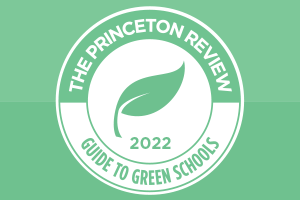 THE PRINCETON REVIEW
2022
GUIDE TO GREEN SCHOOLS